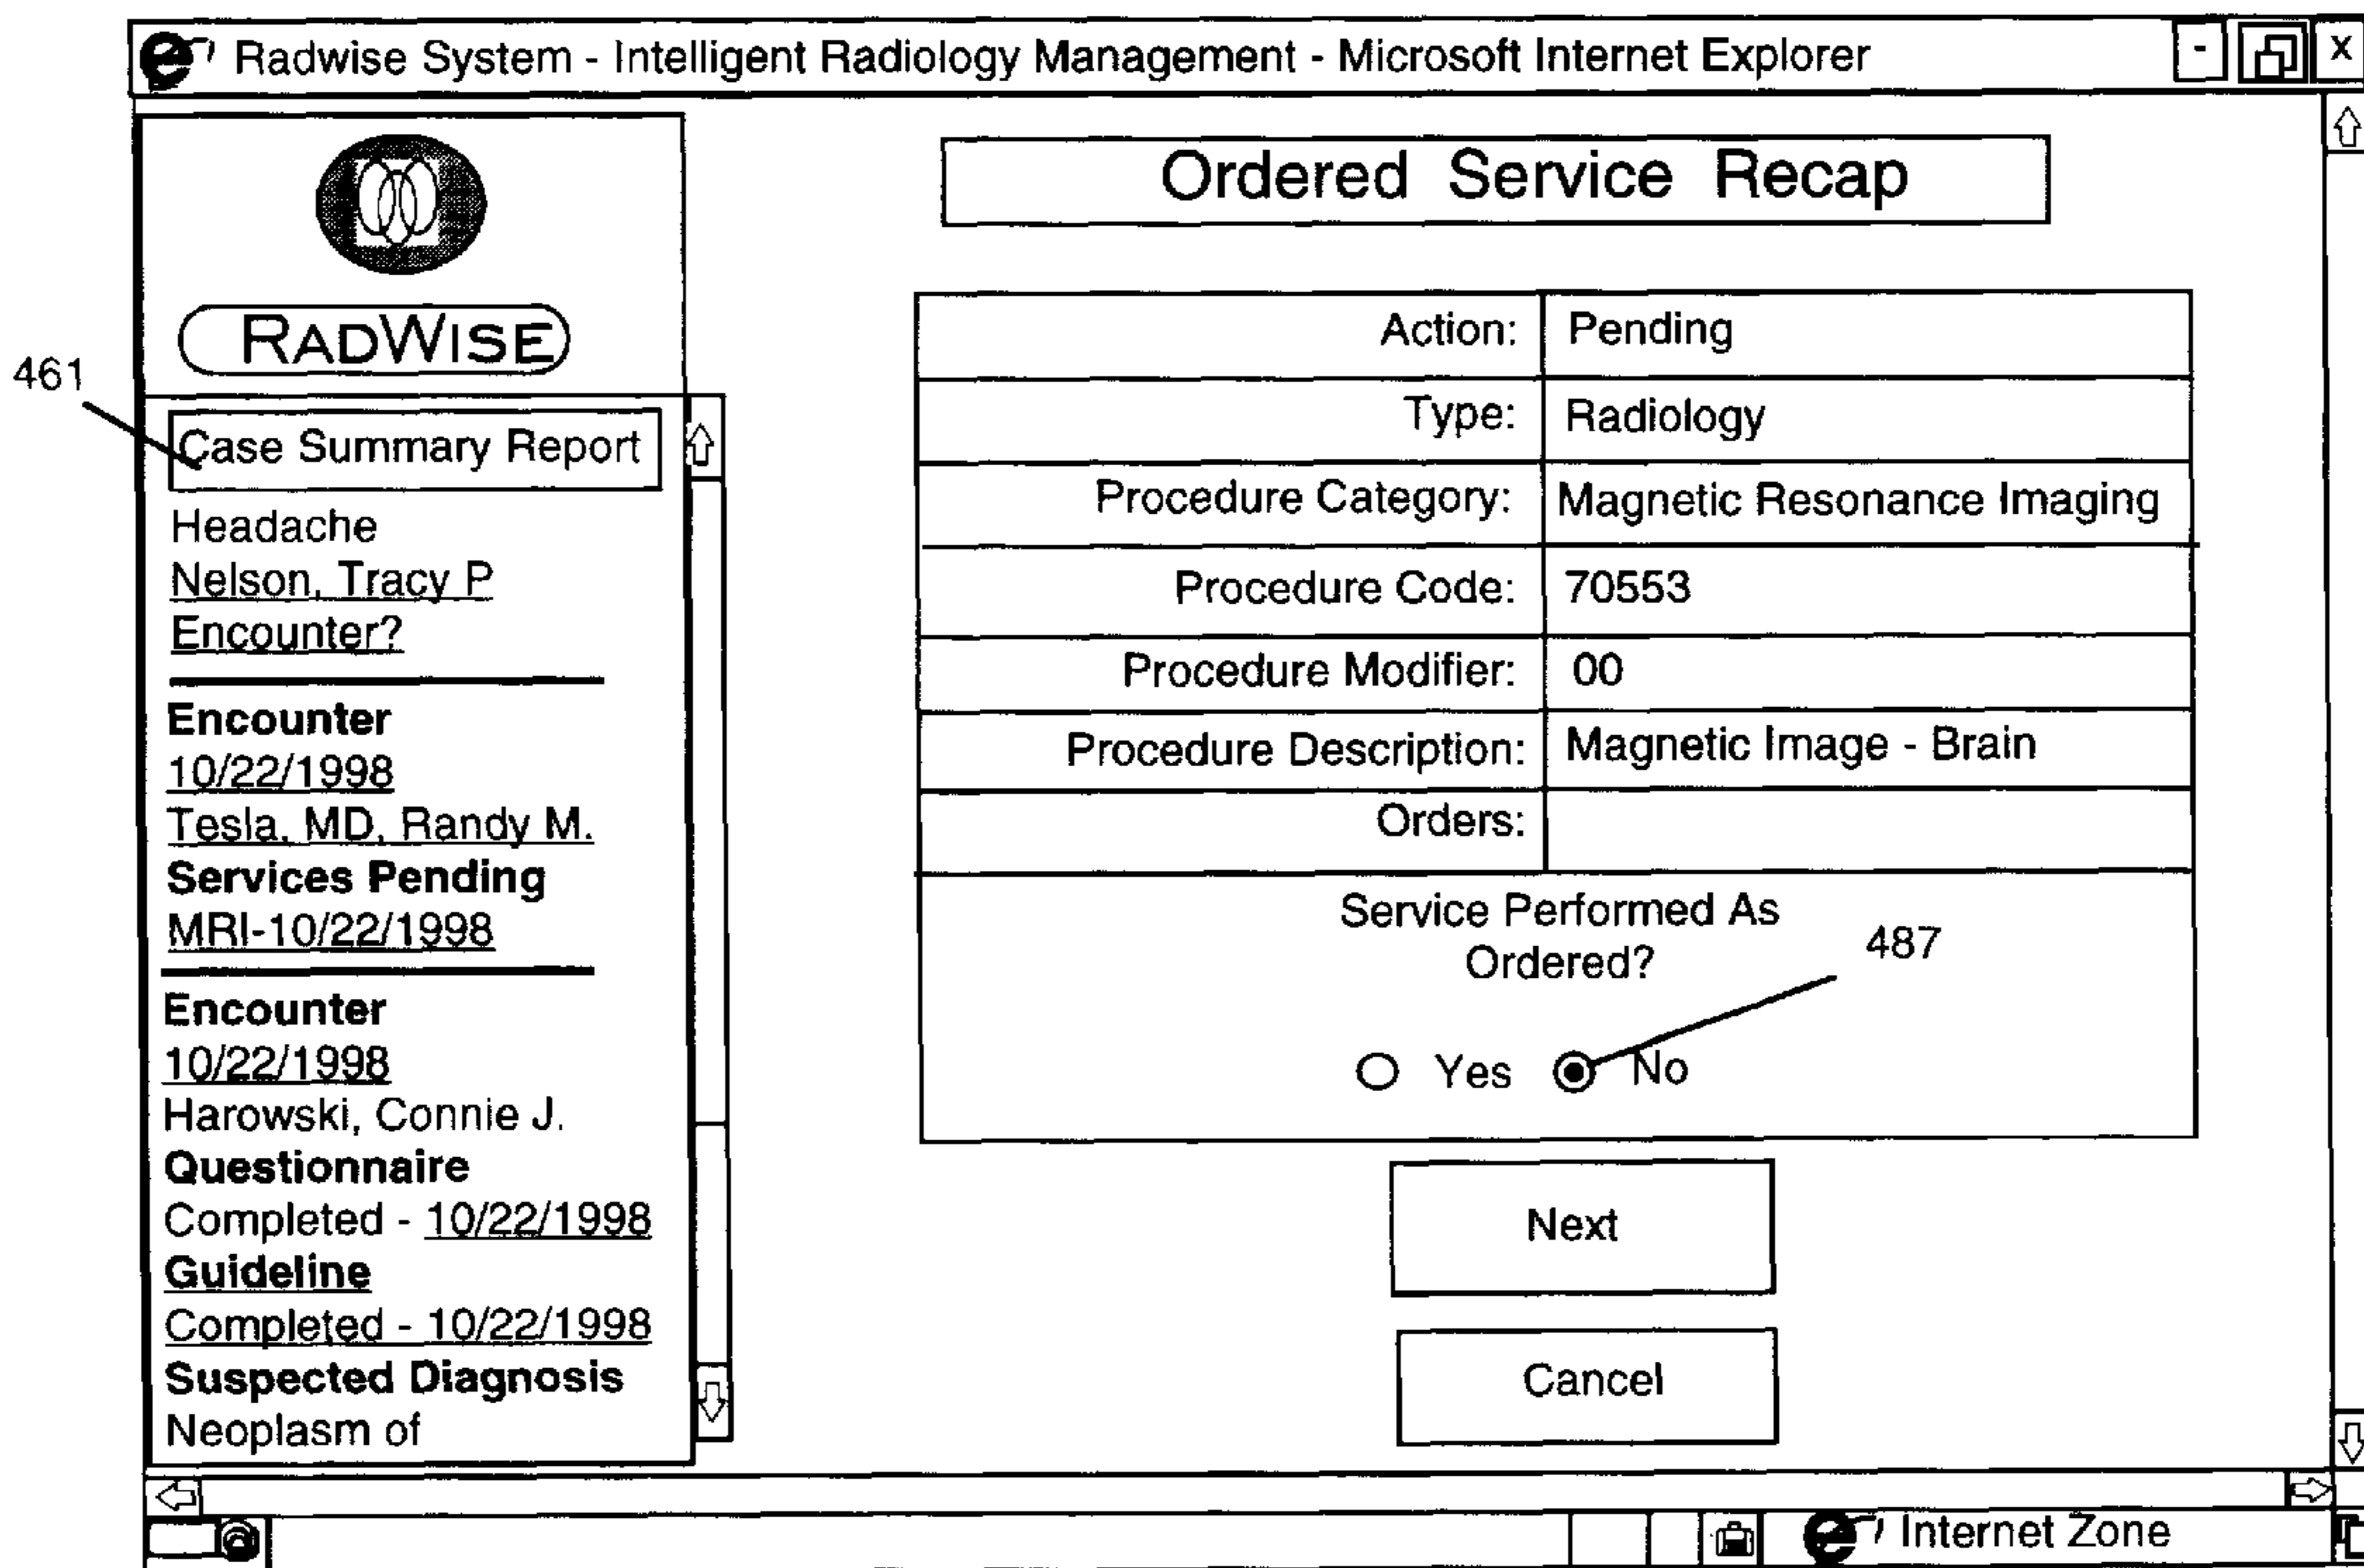 Radwise System - Intelligent Radiology Management - Microsoft Internet Explorer
- X
RADWISE
461
Case Summary Report
Headache
Nelson, Tracy P
Encounter?
Encounter
10/22/1998
Tesla, MD, Randy M.
Services Pending
MRI-10/22/1998
Encounter
10/22/1998
Harowski, Connie J.
Questionnaire
Completed - 10/22/1998
Guideline
Completed - 10/22/1998
Suspected Diagnosis
Neoplasm of
Ordered Service Recap
Action: Pending
Type: Radiology
Procedure Category: Magnetic Resonance Imaging
Procedure Code: 70553
Procedure Modifier: 00
Procedure Description: Magnetic Image - Brain
Orders:
Service Performed As
Ordered?
487
Yes No
Next
Cancel
Internet Zone